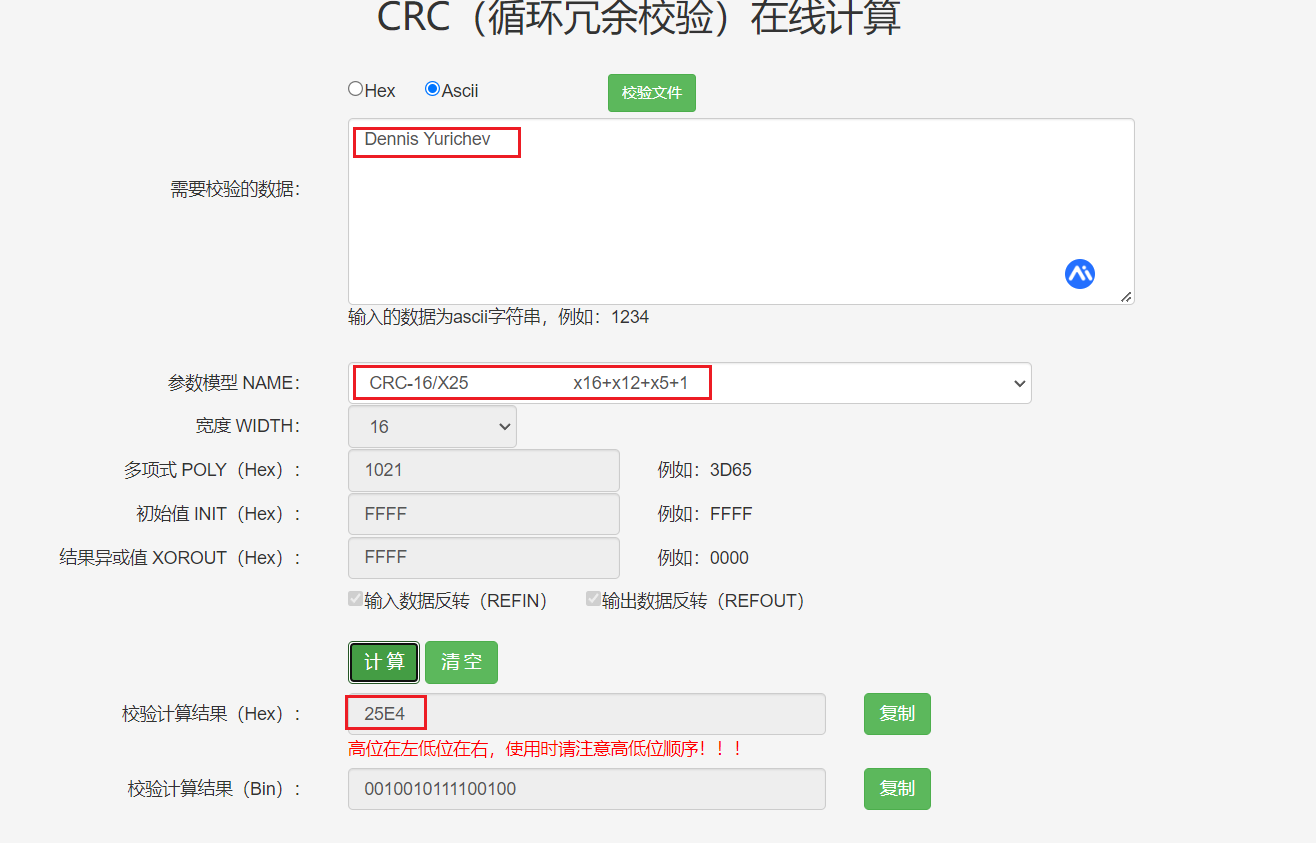 CRC（循环冗余校验）在线计算
Hex Ascii 校验文件
Dennis Yurichev
需要校验的数据：
输入的数据为ascii字符串，例如：1234
参数模型 NAME： CRC-16/X25 x16+x12+x5+1
宽度 WIDTH： 16
多项式 POLY（Hex）： 1021 例如：3D65
初始值 INIT（Hex）： FFFF 例如：FFFF
结果异或值 XOROUT（Hex）： FFFF 例如：0000
输入数据反转（REFIN） 输出数据反转（REFOUT）
计算 清空
校验计算结果（Hex）： 25E4 复制
高位在左低位在右，使用时请注意高低位顺序！！！
校验计算结果（Bin）： 0010010111100100 复制